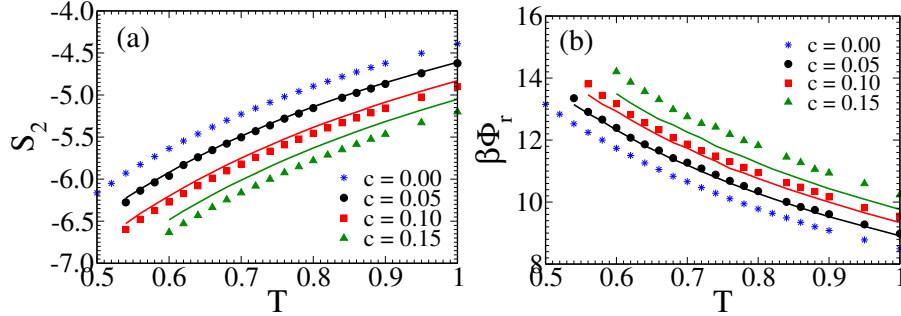 (a)
-4.0
-4.5
-5.0
-5.5
-6.0
-6.5
-7.0
S2
0.5 0.6 0.7 0.8 0.9 1
T
c = 0.00
c = 0.05
c = 0.10
c = 0.15
(b)
16
14
12
10
8
βΦr
0.5 0.6 0.7 0.8 0.9 1
T
c = 0.00
c = 0.05
c = 0.10
c = 0.15